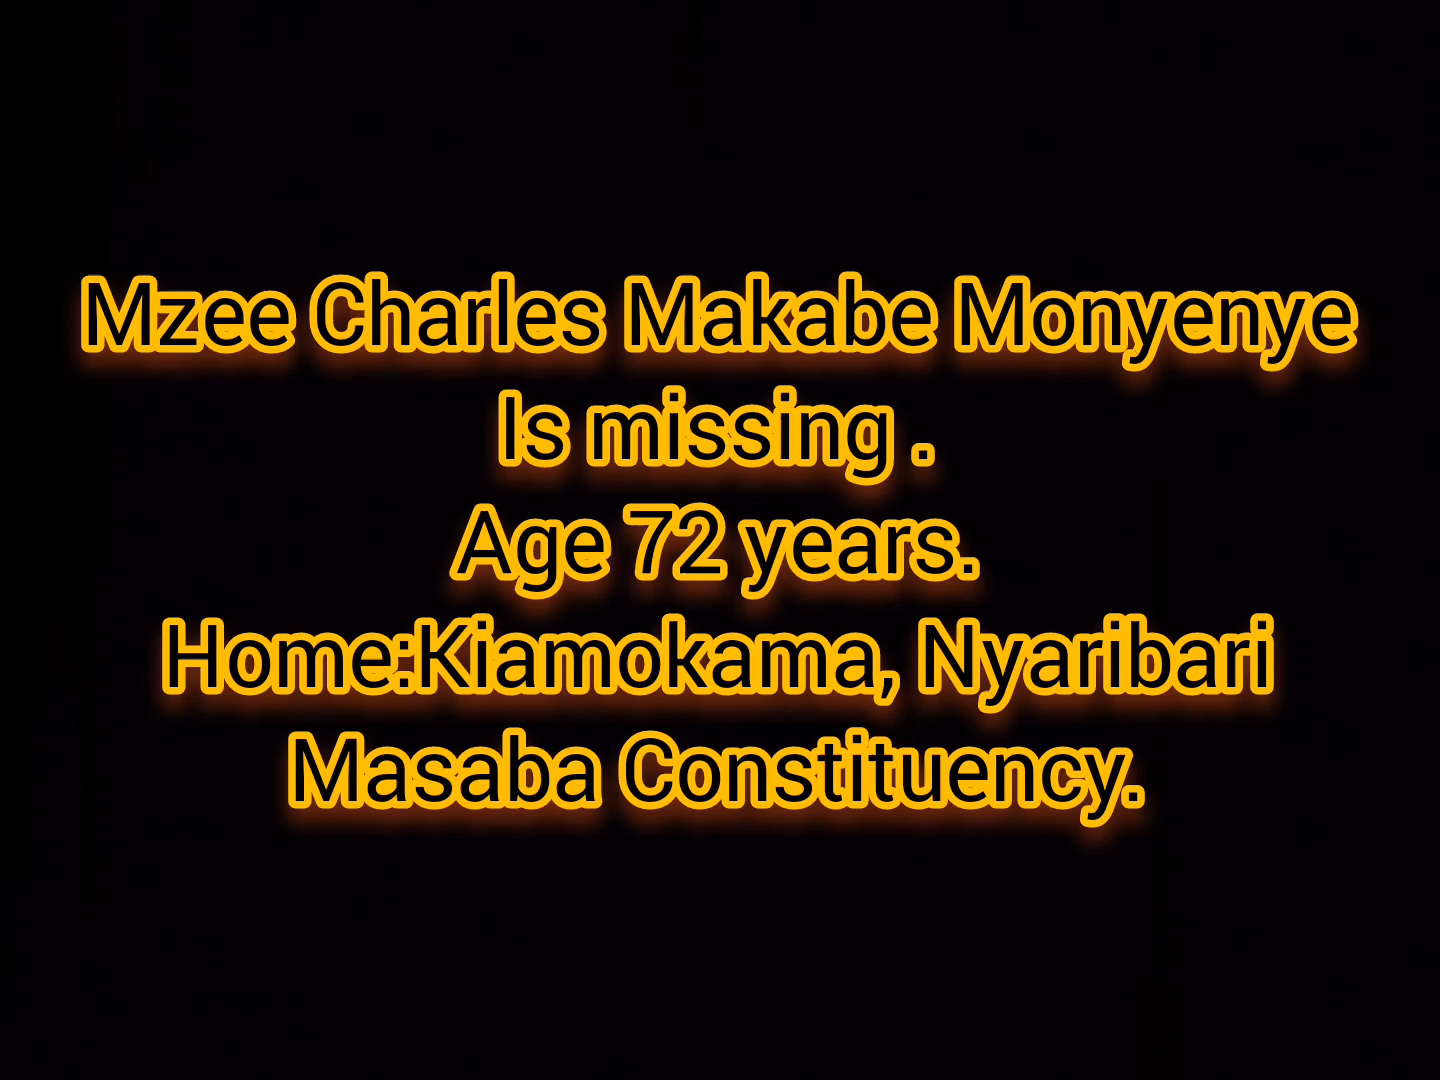 Mzee Charles Makabe Monyenye
Is missing .
Age 72 years.
Home:Kiamokama, Nyaribari
Masaba Constituency.